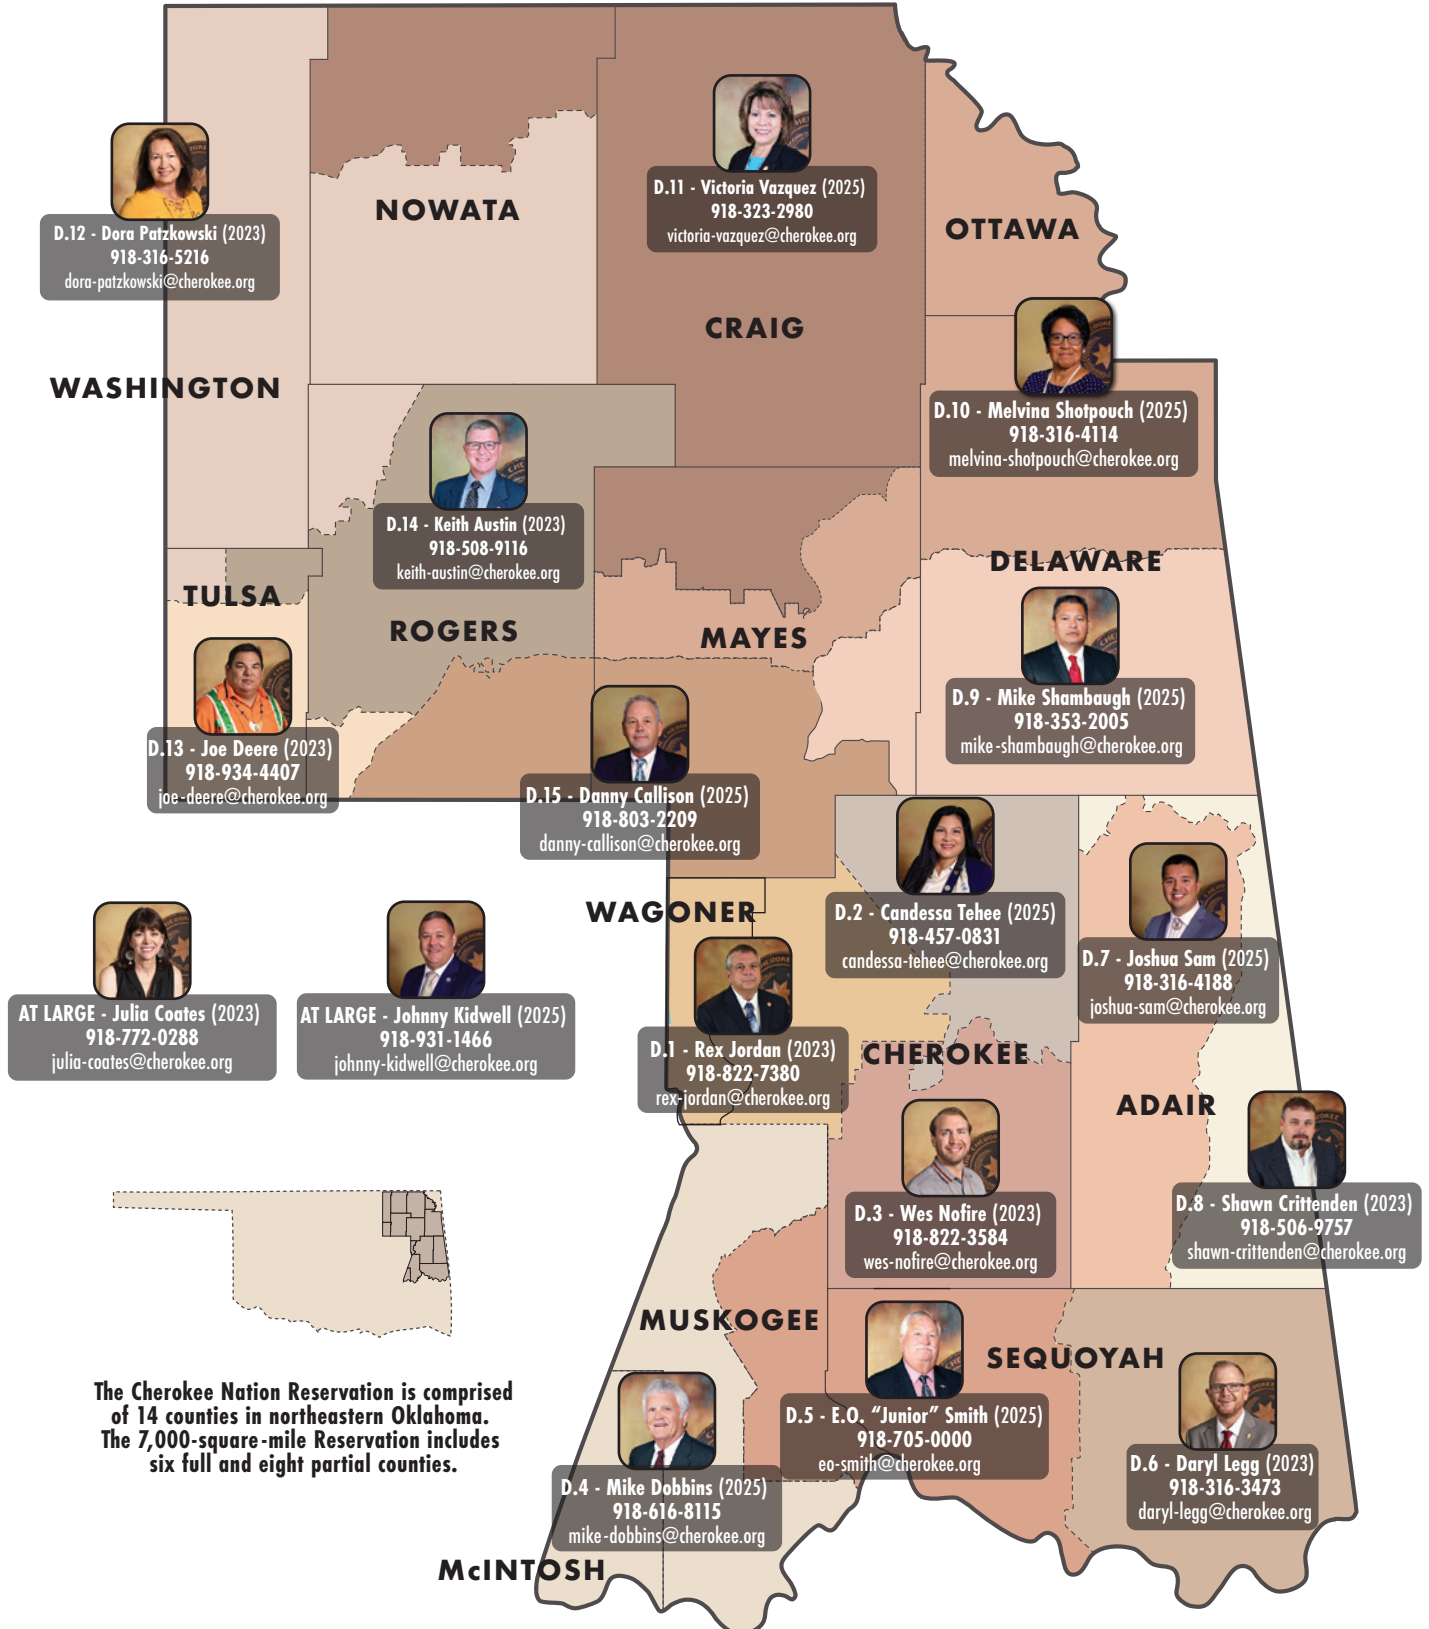 D.11 - Victoria Vazquez (2025)
918-323-2980
victoria-vazquez@cherokee.org
NOWATA
OTTAWA
D.12 - Dora Patzkowski (2023)
918-316-5216
dora-patzkowski@cherokee.org
CRAIG
WASHINGTON
D.10 - Melvina Shotpouch (2025)
918-316-4114
melvina-shotpouch@cherokee.org
D.14 - Keith Austin (2023)
918-508-9116
keith-austin@cherokee.org
DELAWARE
TULSA
ROGERS
MAYES
D.9 - Mike Shambaugh (2025)
918-353-2005
mike-shambaugh@cherokee.org
D.13 - Joe Deere (2023)
918-934-4407
joe-deere@cherokee.org
D.15 - Danny Callison (2025)
918-803-2209
danny-callison@cherokee.org
WAGONER
D.2 - Candessa Tehee (2025)
918-457-0831
candessa-tehee@cherokee.org
D.7 - Joshua Sam (2025)
918-316-4188
joshua-sam@cherokee.org
AT LARGE - Julia Coates (2023)
918-772-0288
julia-coates@cherokee.org
AT LARGE - Johnny Kidwell (2025)
918-931-1466
johnny-kidwell@cherokee.org
D.1 - Rex Jordan (2023)
918-822-7380
rex-jordan@cherokee.org
CHEROKEE
ADAIR
D.3 - Wes Nofire (2023)
918-822-3584
wes-nofire@cherokee.org
D.8 - Shawn Crittenden (2023)
918-506-9757
shawn-crittenden@cherokee.org
MUSKOGEE
SEQUOYAH
The Cherokee Nation Reservation is comprised
of 14 counties in northeastern Oklahoma.
The 7,000-square-mile Reservation includes
six full and eight partial counties.
D.5 - E.O. “Junior” Smith (2025)
918-705-0000
eo-smith@cherokee.org
D.6 - Daryl Legg (2023)
918-316-3473
daryl-legg@cherokee.org
D.4 - Mike Dobbins (2025)
918-616-8115
mike-dobbins@cherokee.org
McINTOSH